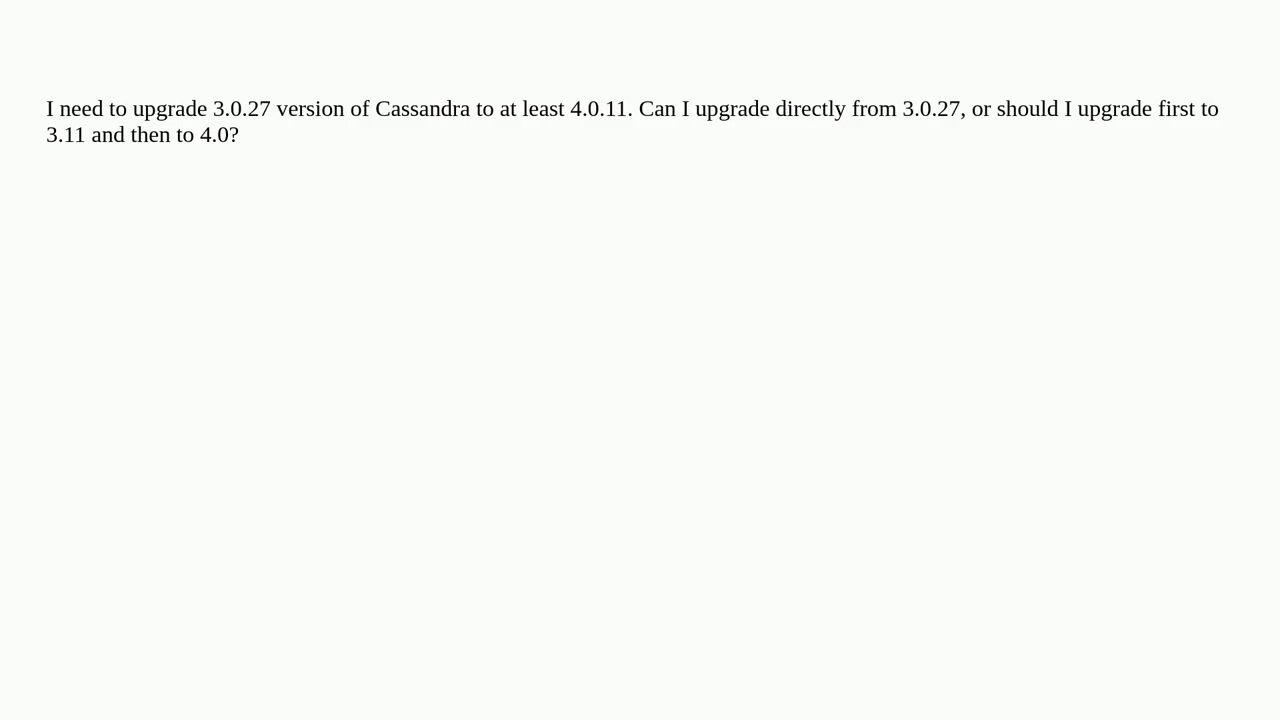 I need to upgrade 3.0.27 version of Cassandra to at least 4.0.11. Can I upgrade directly from 3.0.27, or should I upgrade first to
3.11 and then to 4.0?